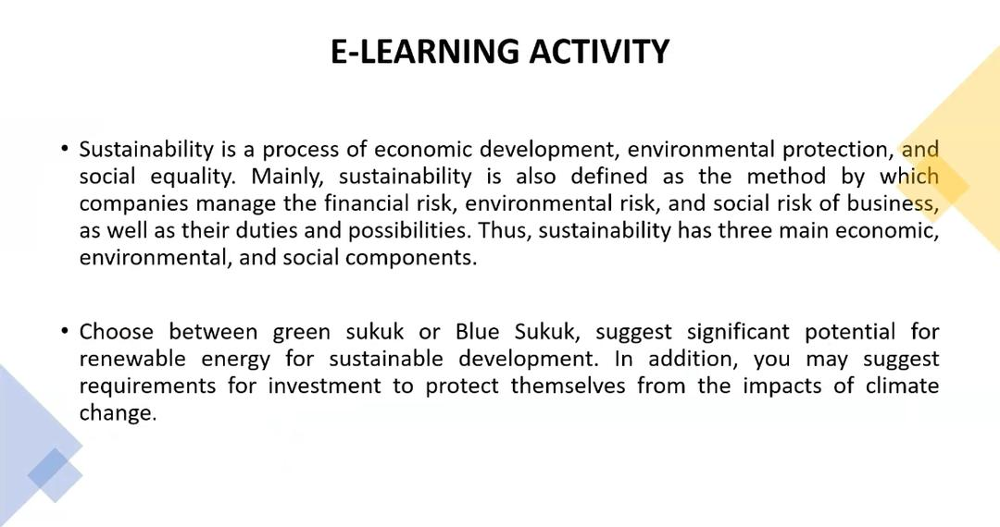 E-LEARNING ACTIVITY
• Sustainability is a process of economic development, environmental protection, and
social equality. Mainly, sustainability is also defined as the method by which
companies manage the financial risk, environmental risk, and social risk of business,
as well as their duties and possibilities. Thus, sustainability has three main economic,
environmental, and social components.
• Choose between green sukuk or Blue Sukuk, suggest significant potential for
renewable energy for sustainable development. In addition, you may suggest
requirements for investment to protect themselves from the impacts of climate
change.